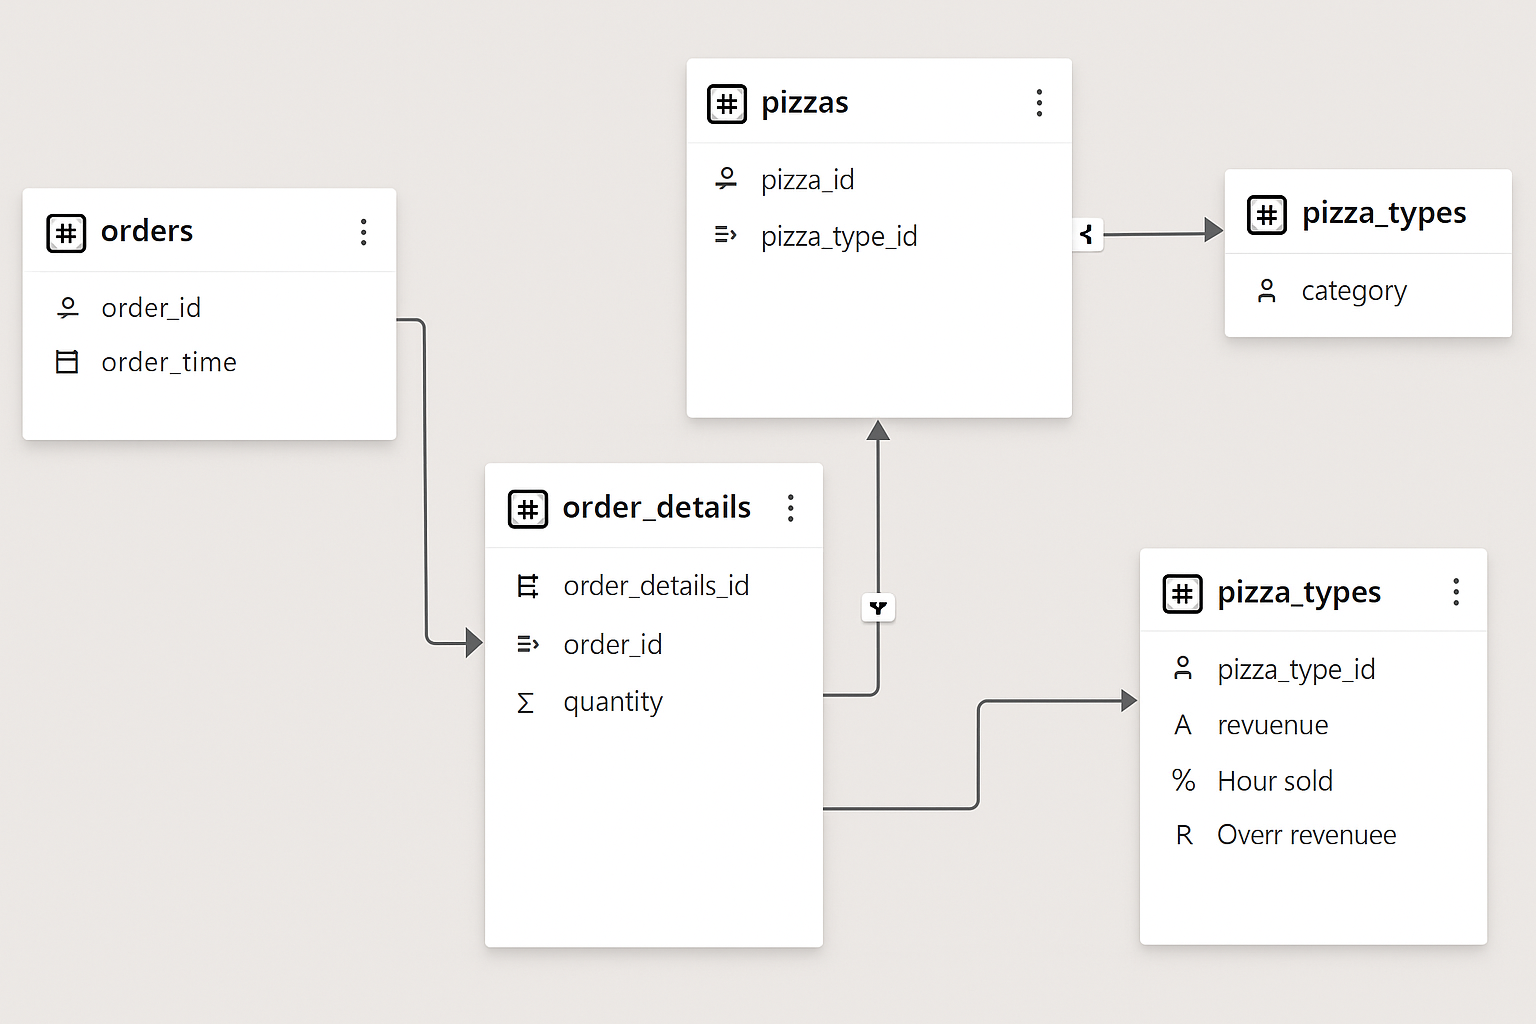 orders
order_id
order_time
pizzas
pizza_id
pizza_type_id
pizza_types
category
order_details
order_details_id
order_id
Σ quantity
pizza_types
pizza_type_id
A revuenue
% Hour sold
R Overr revenuee